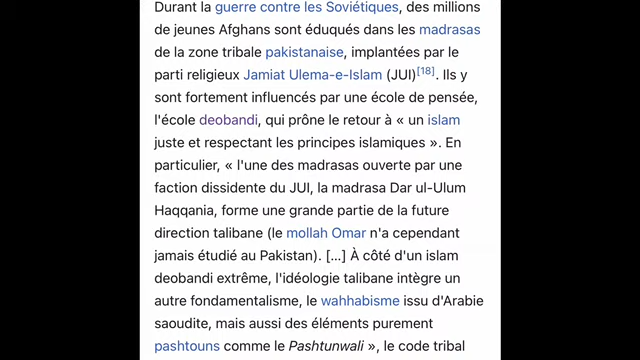 Durant la guerre contre les Soviétiques, des millions
de jeunes Afghans sont éduqués dans les madrasas
de la zone tribale pakistanaise, implantées par le
parti religieux Jamiat Ulema-e-Islam (JUI)[18]. Ils y
sont fortement influencés par une école de pensée,
l'école deobandi, qui prône le retour à « un islam
juste et respectant les principes islamiques ». En
particulier, « l'une des madrasas ouverte par une
faction dissidente du JUI, la madrasa Dar ul-Ulum
Haqqania, forme une grande partie de la future
direction talibane (le mollah Omar n'a cependant
jamais étudié au Pakistan). [...] À côté d'un islam
deobandi extrême, l'idéologie talibane intègre un
autre fondamentalisme, le wahhabisme issu d'Arabie
saoudite, mais aussi des éléments purement
pashtouns comme le Pashtunwali », le code tribal